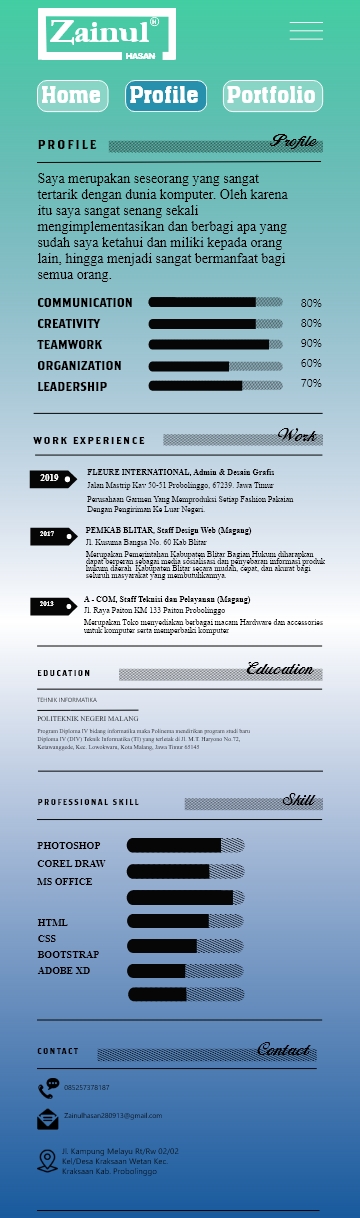 Zainul®
HASAN
Home Profile Portfolio
PROFILE Profile
Saya merupakan seseorang yang sangat
tertarik dengan dunia komputer. Oleh karena
itu saya sangat senang sekali
mengimplementasikan dan berbagi apa yang
sudah saya ketahui dan miliki kepada orang
lain, hingga menjadi sangat bermanfaat bagi
semua orang.
COMMUNICATION 80%
CREATIVITY 80%
TEAMWORK 90%
ORGANIZATION 60%
LEADERSHIP 70%
WORK EXPERIENCE Work
2019 FLEURE INTERNATIONAL, Admin & Desain Grafis
Jalan Mastrip Kav 50-51 Probolinggo, 67239. Jawa Timur
Perusahaan Garmen Yang Memproduksi Setiap Fashion Pakaian
Dengan Pengiriman Ke Luar Negeri.
2017 PEMKAB BLITAR, Staff Design Web (Magang)
Jl. Kusuma Bangsa No. 60 Kab Blitar
Merupakan Pemerintahan Kabupaten Blitar Bagian Hukum diharapkan
dapat berperan sebagai media sosialisasi dan penyebaran informasi produk
hukum daerah Kabupaten Blitar secara mudah, cepat, dan akurat bagi
seluruh masyarakat yang membutuhkannya.
2013 A - COM, Staff Teknisi dan Pelayanan (Magang)
Jl. Raya Paiton KM 133 Paiton Probolinggo
Merupakan Toko menyediakan berbagai macam Hardware dan accessories
untuk komputer serta memperbaiki komputer
EDUCATION Education
TEHNIK INFORMATIKA
POLITEKNIK NEGERI MALANG
Program Diploma IV bidang informatika maka Polinema mendirikan program studi baru
Diploma IV (DIV) Teknik Informatika (TI) yang terletak di Jl. M.T. Haryono No.72,
Ketawanggede, Kec. Lowokwaru, Kota Malang, Jawa Timur 65145
PROFESSIONAL SKILL Skill
PHOTOSHOP
COREL DRAW
MS OFFICE
HTML
CSS
BOOTSTRAP
ADOBE XD
CONTACT Contact
085257378187
Zainulhasan280913@gmail.com
Jl. Kampung Melayu Rt/Rw 02/02
Kel/Desa Kraksaan Wetan Kec.
Kraksaan Kab. Probolinggo